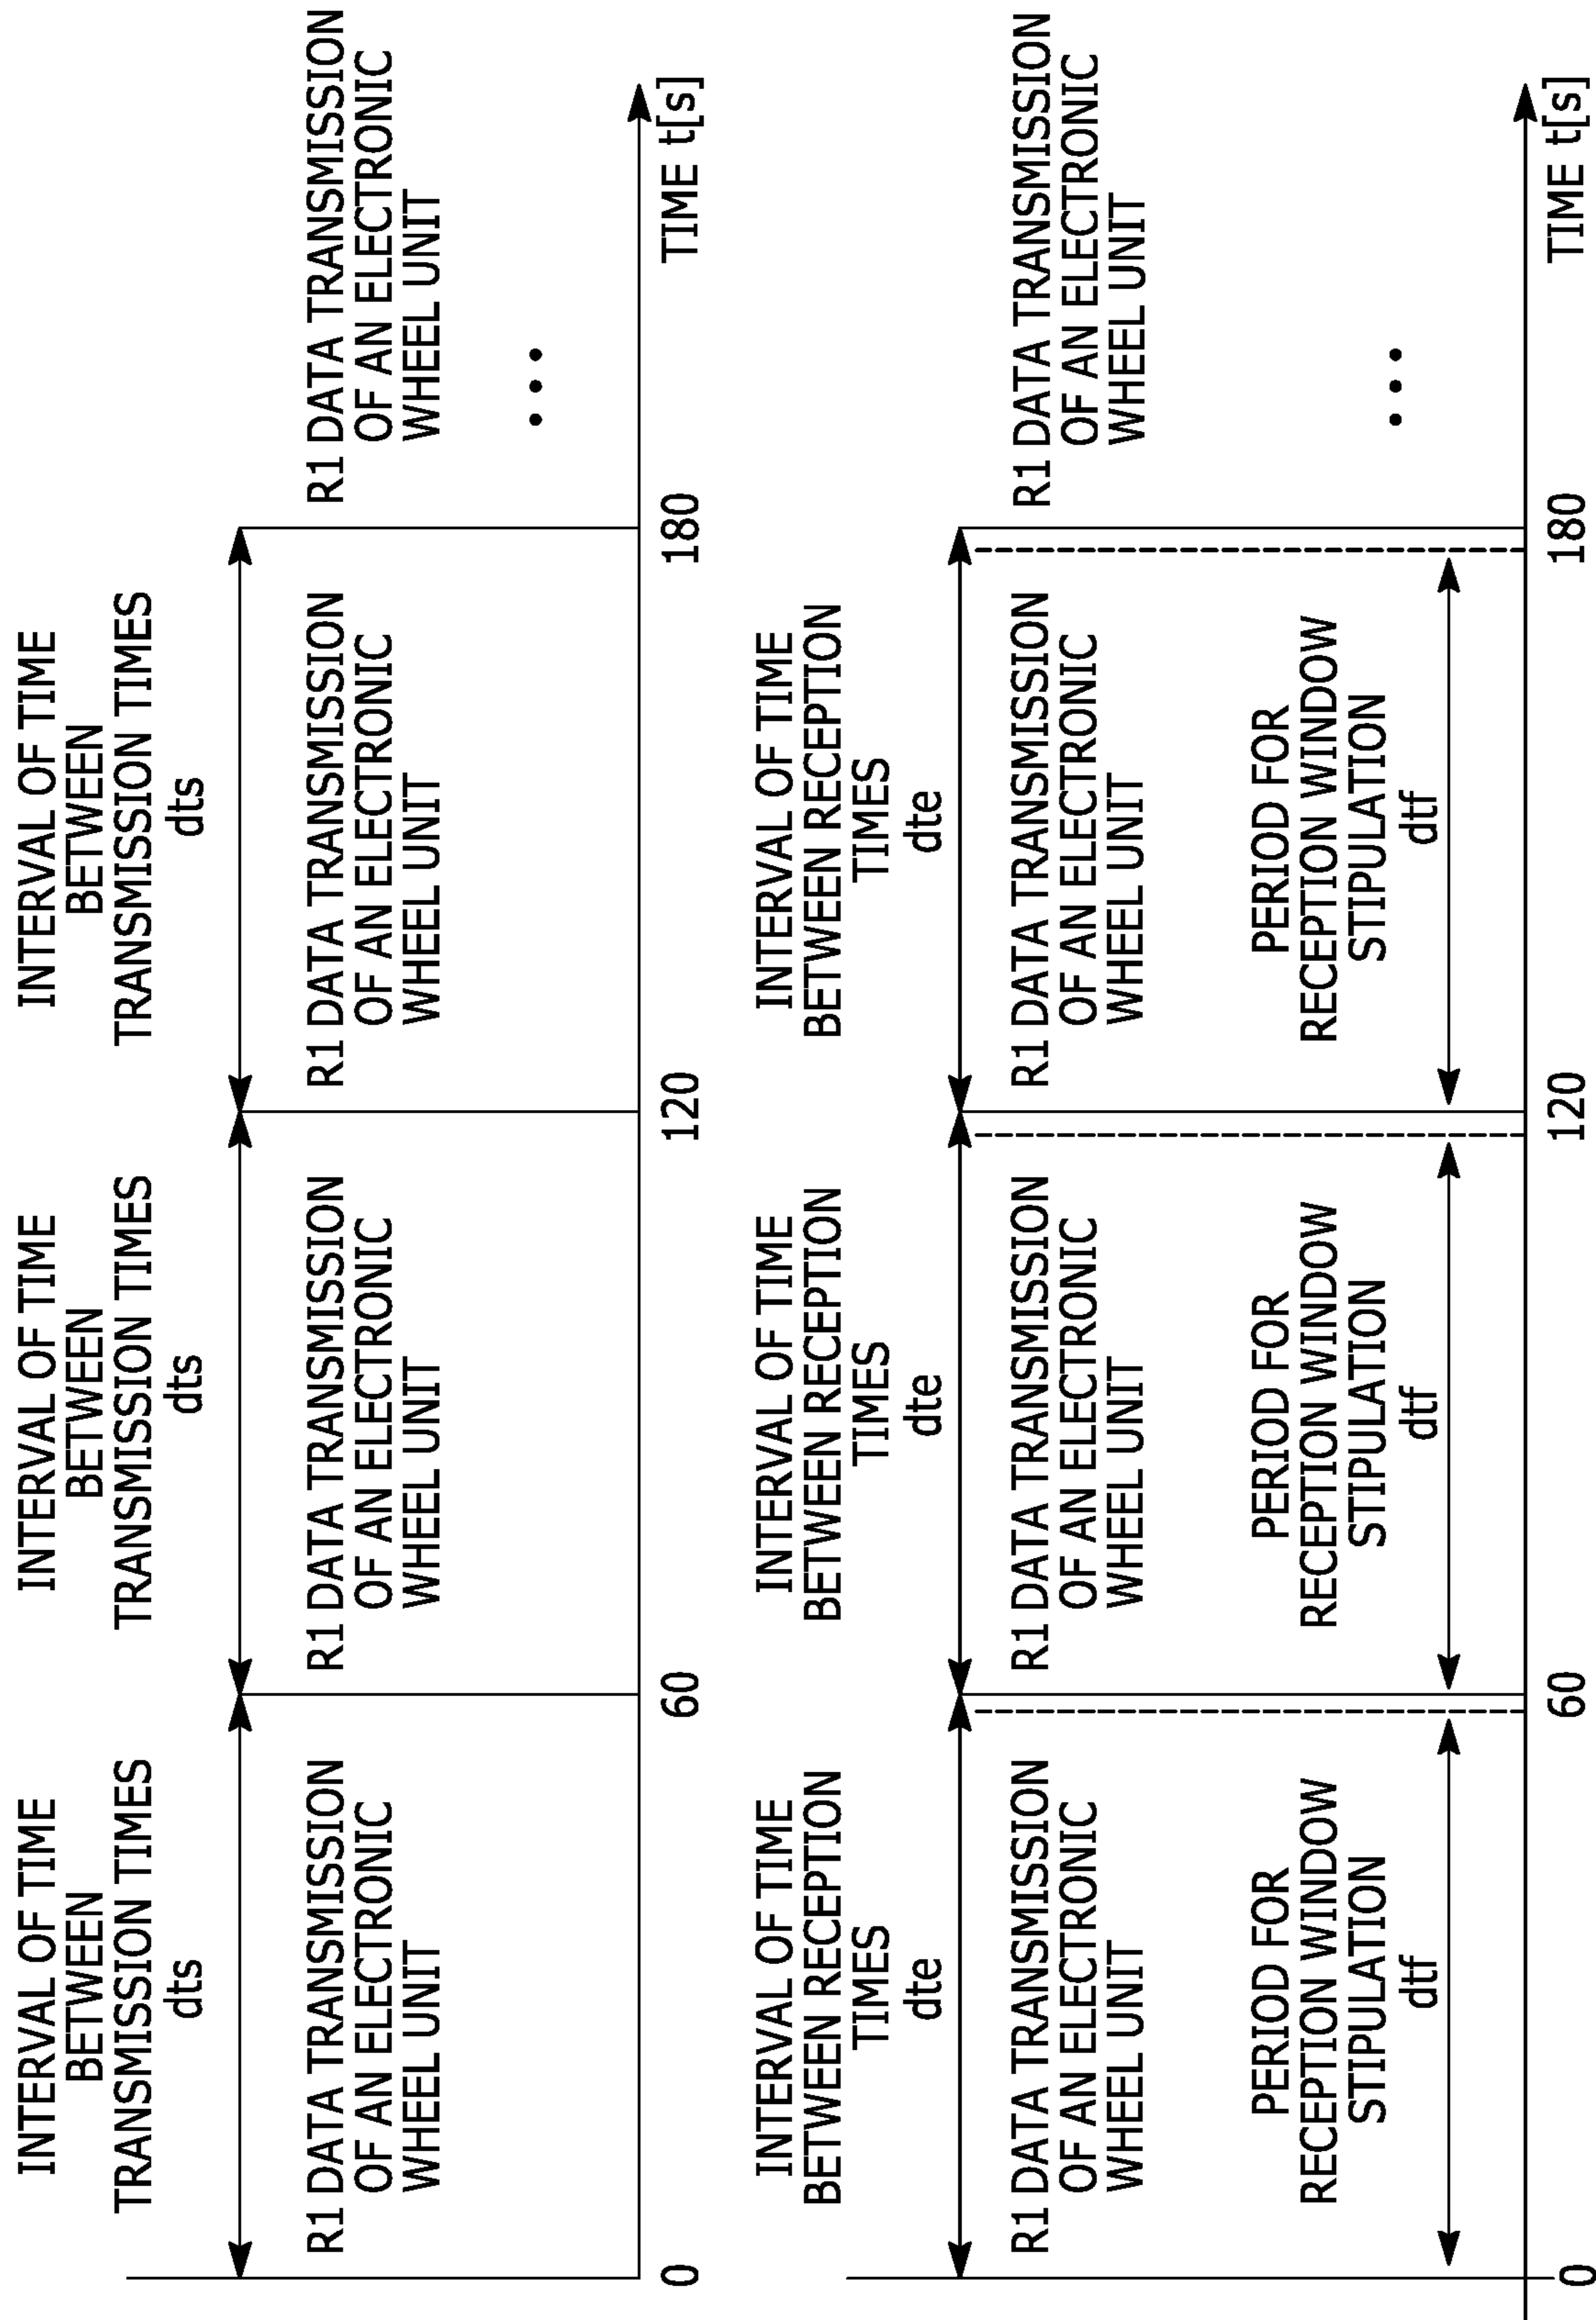 INTERVAL OF TIME
BETWEEN
TRANSMISSION TIMES
dts
INTERVAL OF TIME
BETWEEN
TRANSMISSION TIMES
dts
INTERVAL OF TIME
BETWEEN
TRANSMISSION TIMES
dts
R1 DATA TRANSMISSION
OF AN ELECTRONIC
WHEEL UNIT
R1 DATA TRANSMISSION
OF AN ELECTRONIC
WHEEL UNIT
R1 DATA TRANSMISSION
OF AN ELECTRONIC
WHEEL UNIT
R1 DATA TRANSMISSION
OF AN ELECTRONIC
WHEEL UNIT
• • •
0 60 120 180 TIME t[s]
INTERVAL OF TIME
BETWEEN RECEPTION
TIMES
dte
INTERVAL OF TIME
BETWEEN RECEPTION
TIMES
dte
INTERVAL OF TIME
BETWEEN RECEPTION
TIMES
dte
R1 DATA TRANSMISSION
OF AN ELECTRONIC
WHEEL UNIT
R1 DATA TRANSMISSION
OF AN ELECTRONIC
WHEEL UNIT
R1 DATA TRANSMISSION
OF AN ELECTRONIC
WHEEL UNIT
R1 DATA TRANSMISSION
OF AN ELECTRONIC
WHEEL UNIT
PERIOD FOR
RECEPTION WINDOW
STIPULATION
dtf
PERIOD FOR
RECEPTION WINDOW
STIPULATION
dtf
PERIOD FOR
RECEPTION WINDOW
STIPULATION
dtf
• • •
0 60 120 180 TIME t[s]